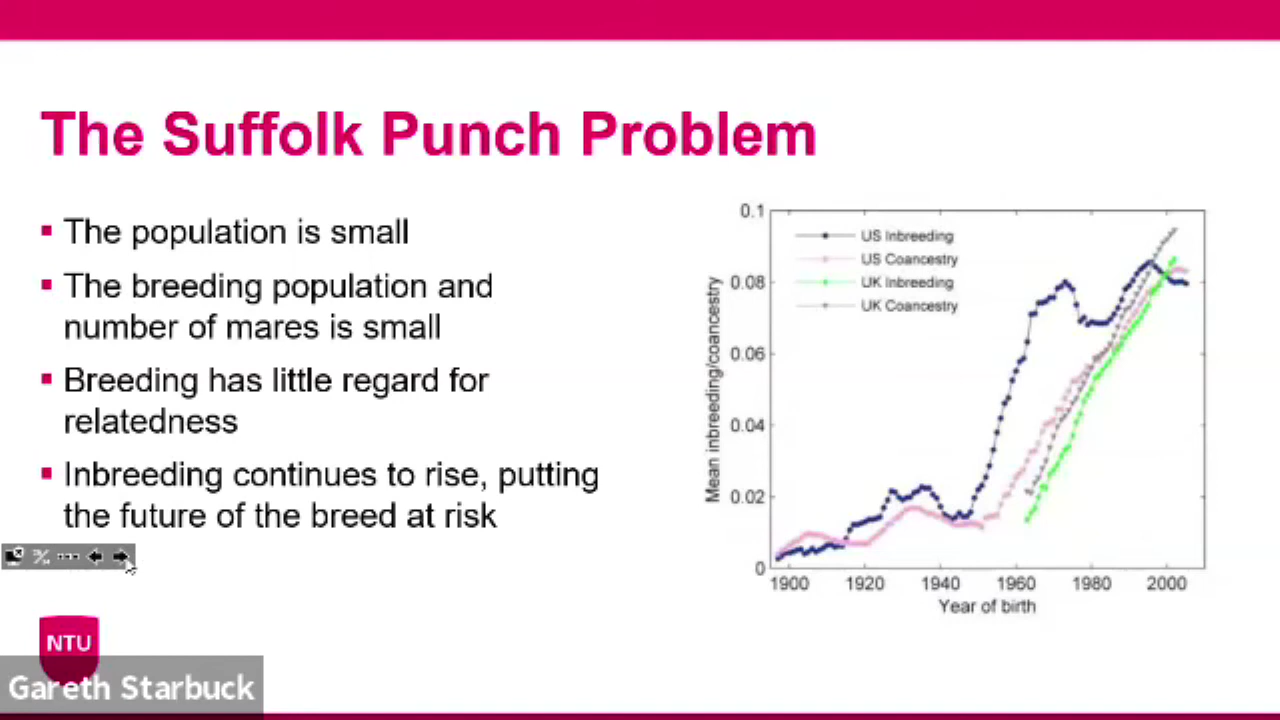 The Suffolk Punch Problem
The population is small
The breeding population and
number of mares is small
Breeding has little regard for
relatedness
Inbreeding continues to rise, putting
the future of the breed at risk
0.1
0.08
0.06
0.04
0.02
0
Mean inbreeding/coancestry
US Inbreeding
US Coancestry
UK Inbreeding
UK Coancestry
1900 1920 1940 1960 1980 2000
Year of birth
NTU
Gareth Starbuck